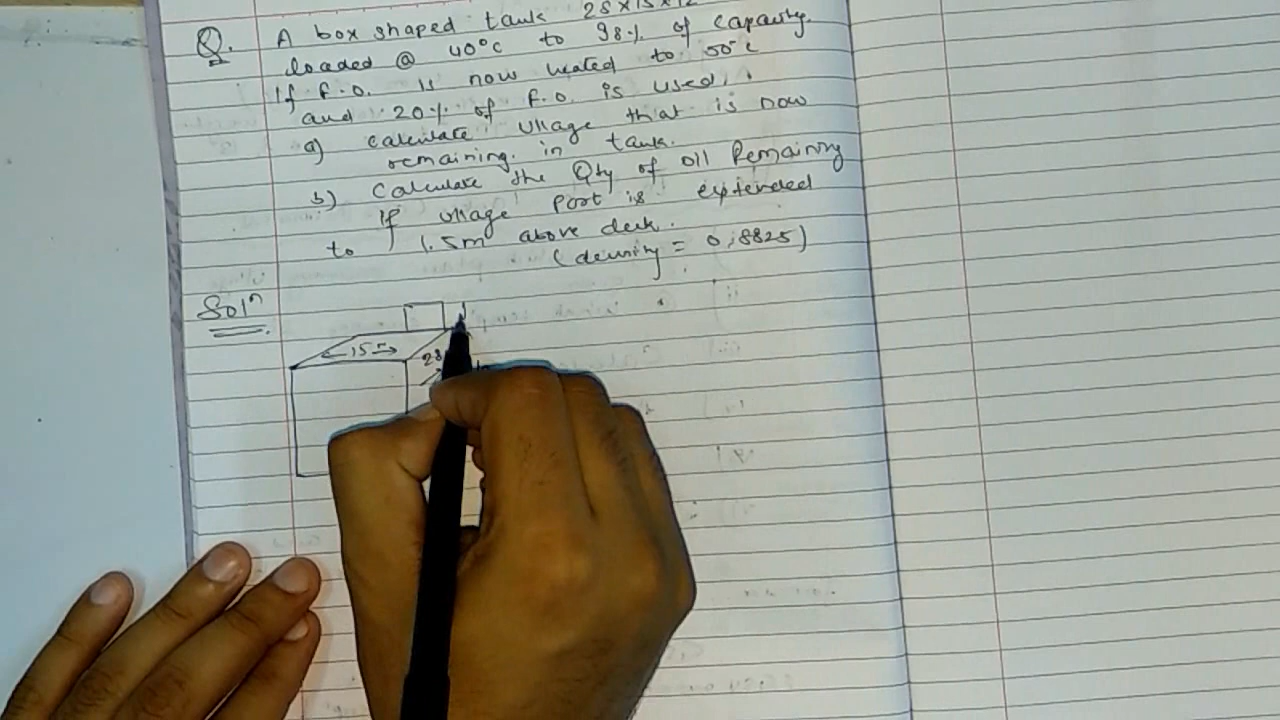 Q. A box shaped tank 28 x 15 x 12
loaded @ 40°C to 98% of capacity.
If F.O. is now heated to 50°C
and 20% of F.O. is used.
a) calculate ullage that is now
remaining. in tank.
b) Calculate the Qty of oil Remaining
If ullage port is extended
to 1.5m above deck.
(density = 0.8825)
Solⁿ
15m
28